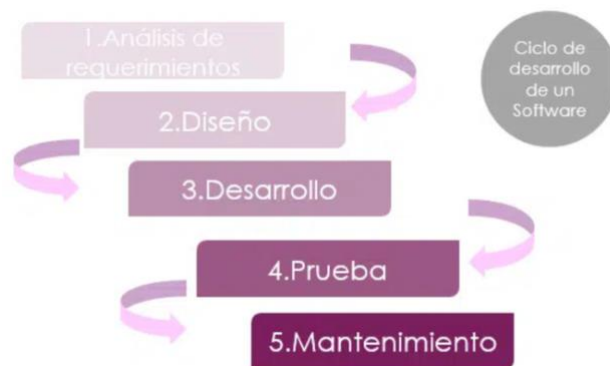 1.Análisis de
requerimientos
2.Diseño
3.Desarrollo
4.Prueba
5.Mantenimiento
Ciclo de
desarrollo
de un
Software